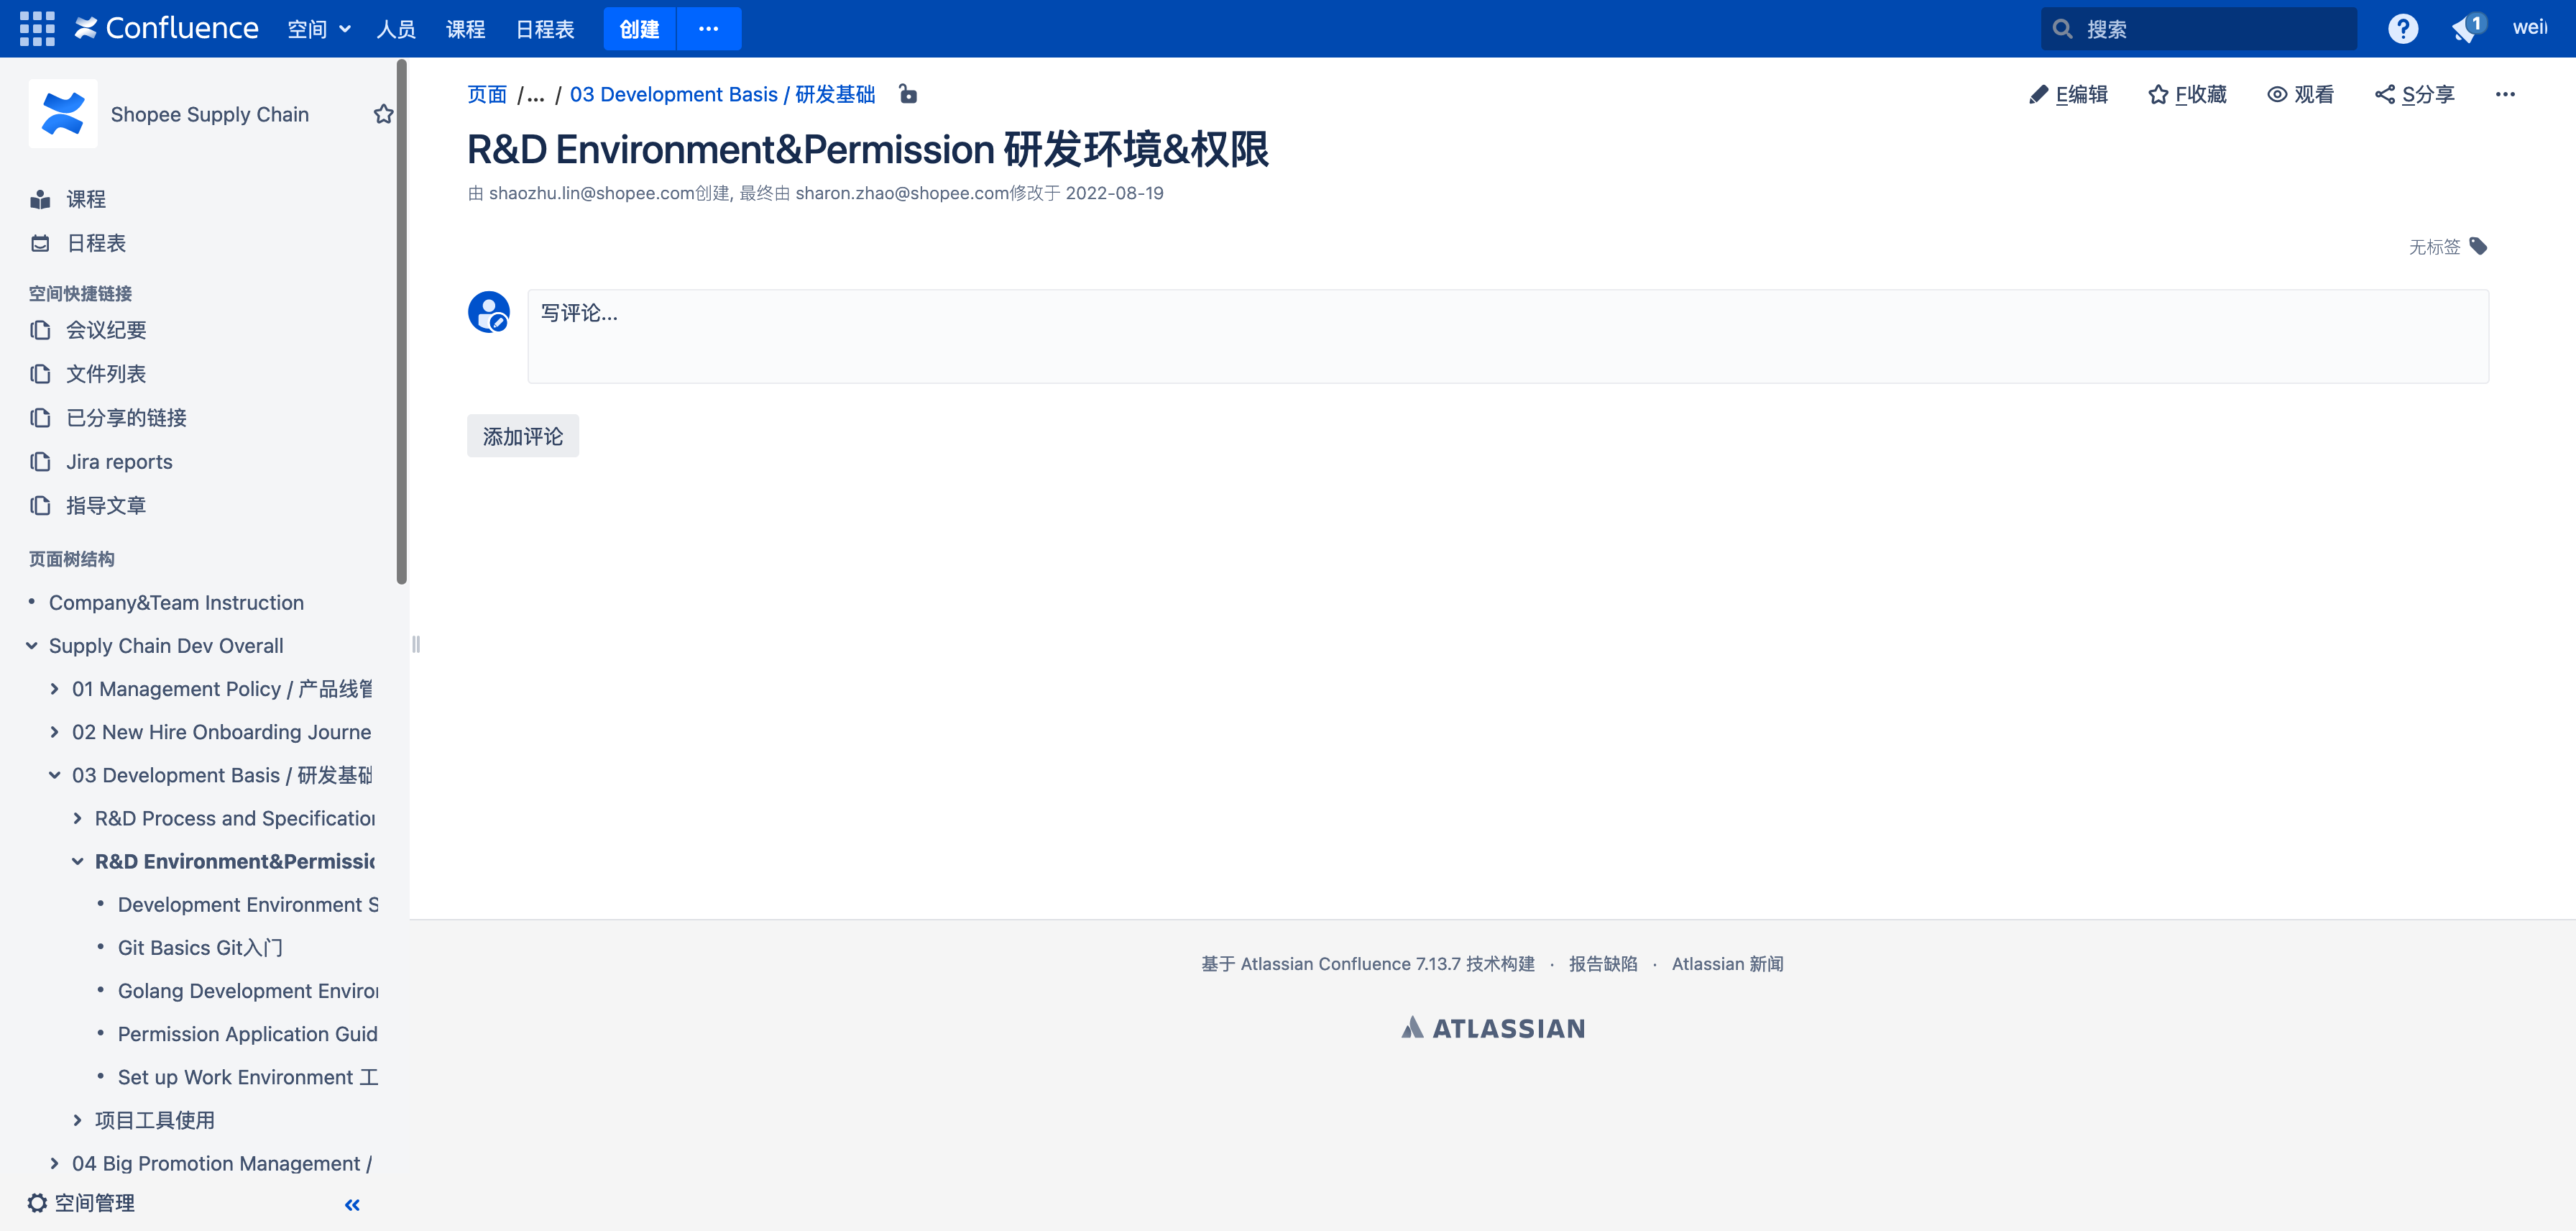 Confluence 空间 人员 课程 日程表 创建 ··· 搜索 1 wei
Shopee Supply Chain
课程
日程表
空间快捷链接
会议纪要
文件列表
已分享的链接
Jira reports
指导文章
页面树结构
Company&Team Instruction
Supply Chain Dev Overall
01 Management Policy / 产品线管
02 New Hire Onboarding Journe
03 Development Basis / 研发基础
R&D Process and Specification
R&D Environment&Permissio
Development Environment S
Git Basics Git入门
Golang Development Enviro
Permission Application Guid
Set up Work Environment 工
项目工具使用
04 Big Promotion Management /
空间管理
页面 /... / 03 Development Basis / 研发基础
E编辑 F收藏 观看 S分享 ···
R&D Environment&Permission 研发环境&权限
由 shaozhu.lin@shopee.com创建, 最终由 sharon.zhao@shopee.com修改于 2022-08-19
无标签
写评论...
添加评论
基于 Atlassian Confluence 7.13.7 技术构建 · 报告缺陷 · Atlassian 新闻
ATLASSIAN